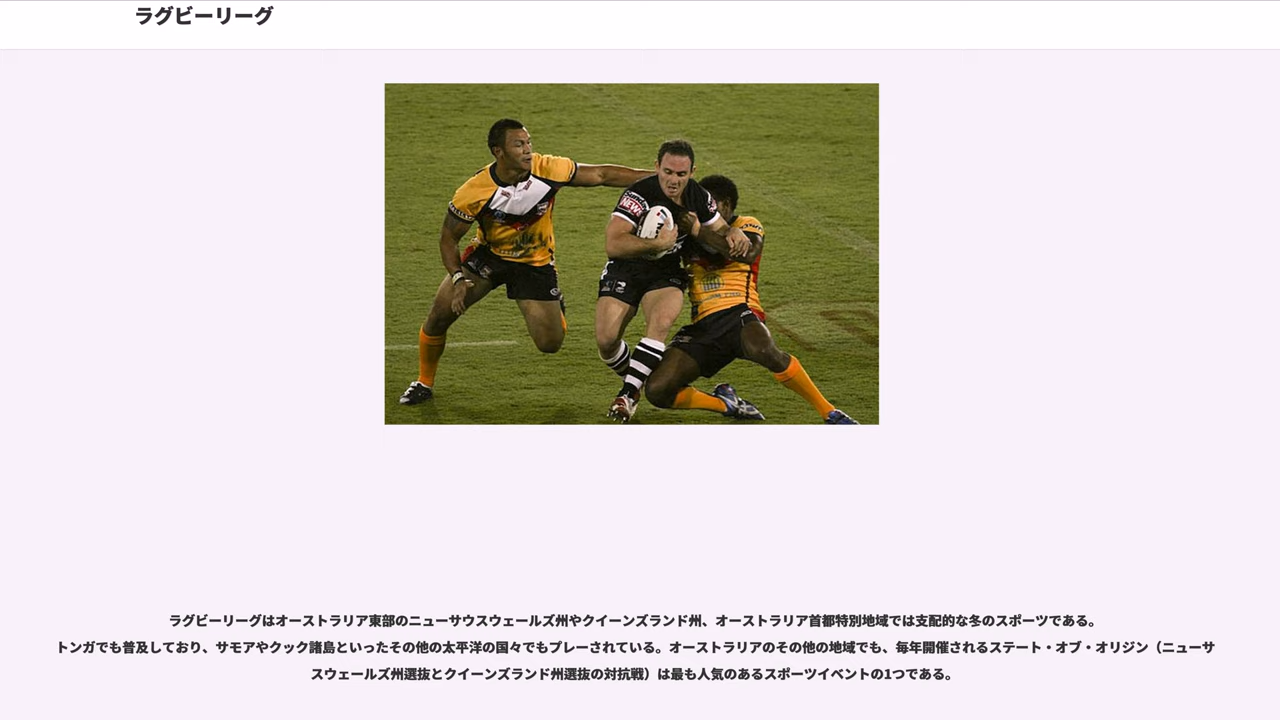 ラグビーリーグ
ラグビーリーグはオーストラリア東部のニューサウスウェールズ州やクイーンズランド州、オーストラリア首都特別地域では支配的な冬のスポーツである。
トンガでも普及しており、サモアやクック諸島といったその他の太平洋の国々でもプレーされている。オーストラリアのその他の地域でも、毎年開催されるステート・オブ・オリジン（ニューサ
スウェールズ州選抜とクイーンズランド州選抜の対抗戦）は最も人気のあるスポーツイベントの1つである。